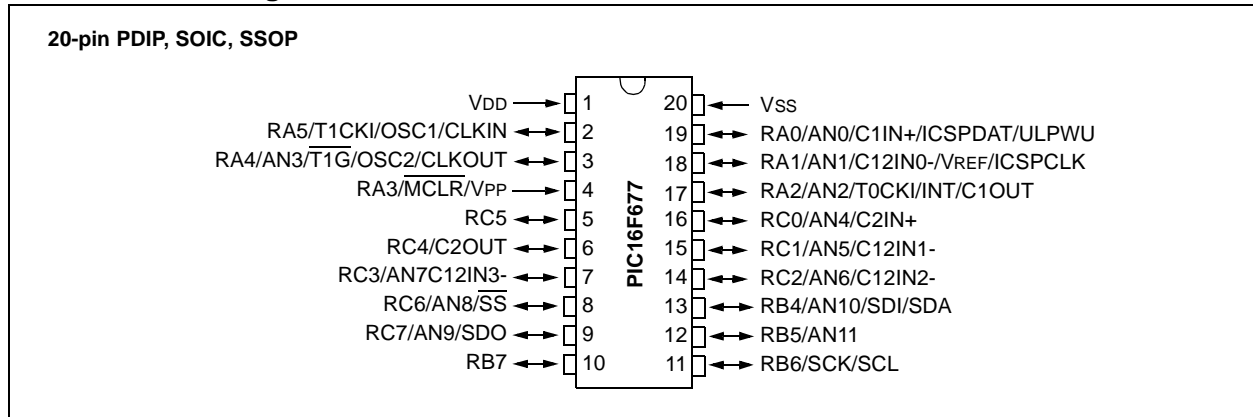 20-pin PDIP, SOIC, SSOP
VDD 1 20 VSS
RA5/T1CKI/OSC1/CLKIN 2 19 RA0/AN0/C1IN+/ICSPDAT/ULPWU
RA4/AN3/T1G/OSC2/CLKOUT 3 18 RA1/AN1/C12IN0-/VREF/ICSPCLK
RA3/MCLR/VPP 4 17 RA2/AN2/T0CKI/INT/C1OUT
RC5 5 16 RC0/AN4/C2IN+
RC4/C2OUT 6 15 RC1/AN5/C12IN1-
RC3/AN7C12IN3- 7 14 RC2/AN6/C12IN2-
RC6/AN8/SS 8 13 RB4/AN10/SDI/SDA
RC7/AN9/SDO 9 12 RB5/AN11
RB7 10 11 RB6/SCK/SCL
PIC16F677